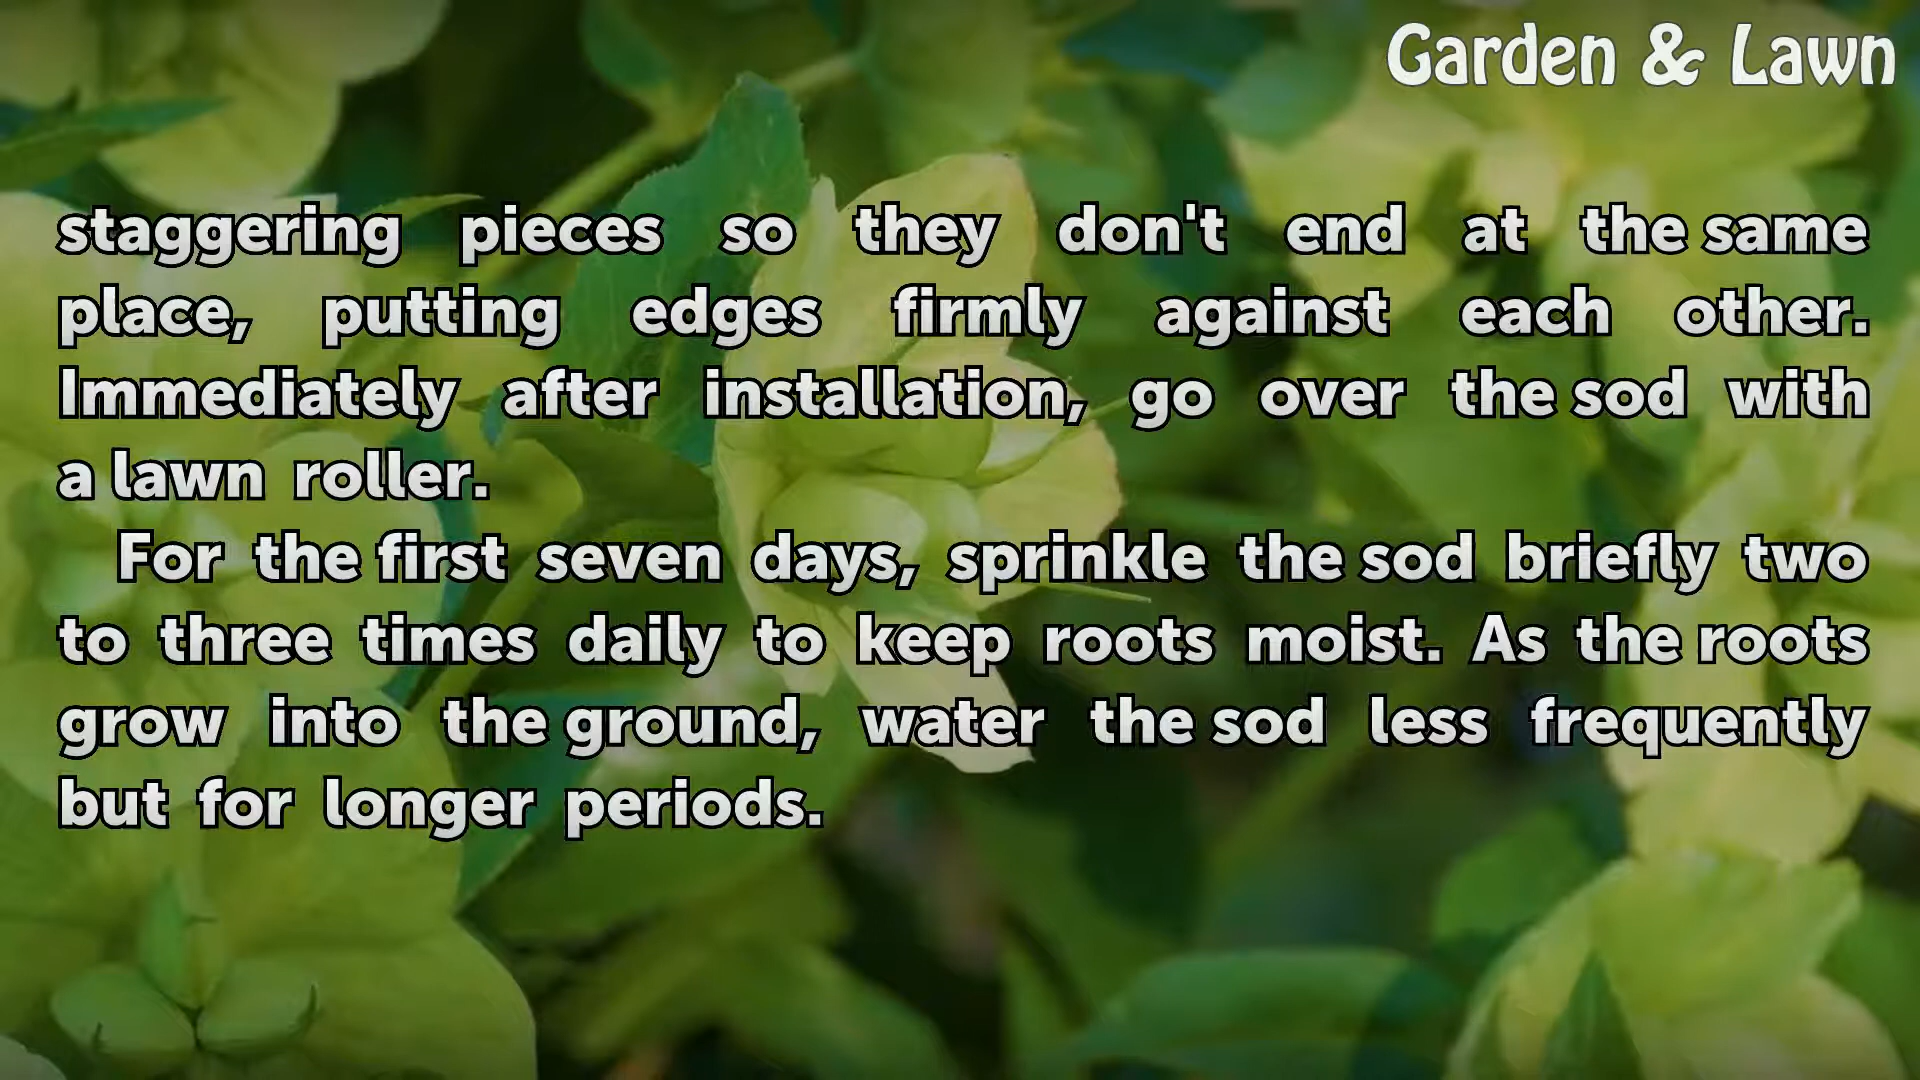 Garden & Lawn
staggering pieces so they don't end at the same
place, putting edges firmly against each other.
Immediately after installation, go over the sod with
a lawn roller.
For the first seven days, sprinkle the sod briefly two
to three times daily to keep roots moist. As the roots
grow into the ground, water the sod less frequently
but for longer periods.